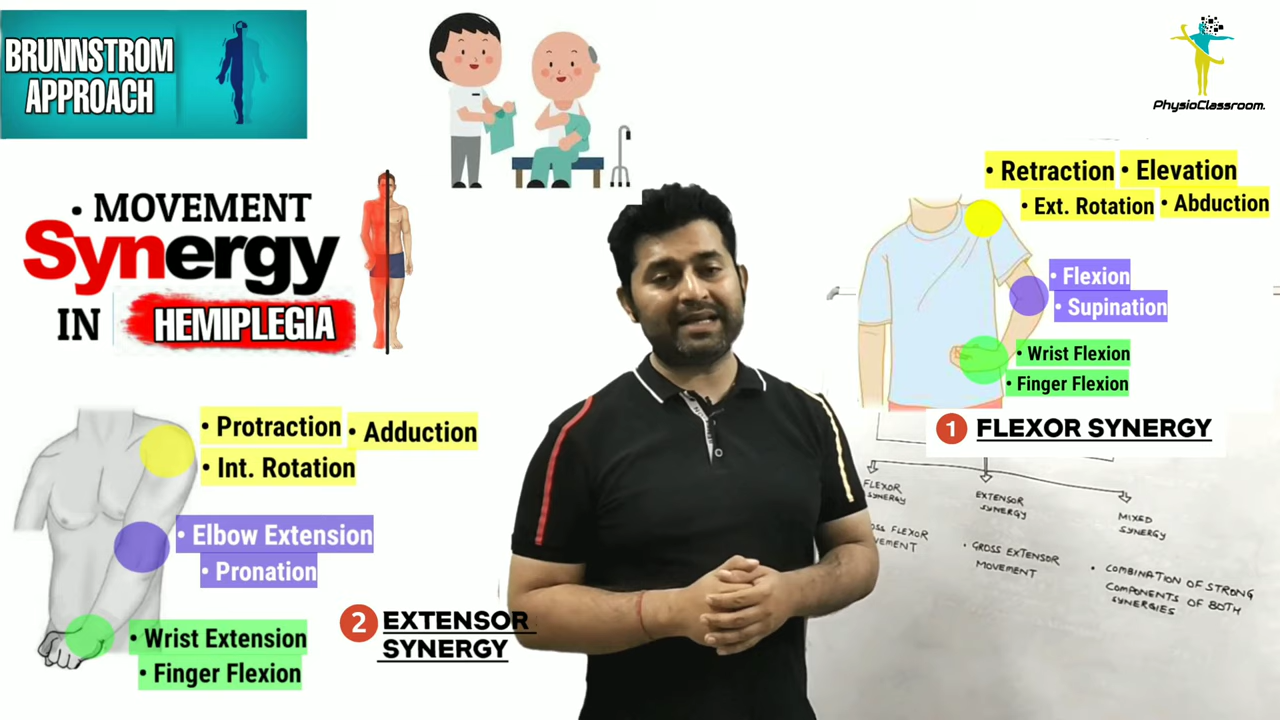 BRUNNSTROM
APPROACH
PhysioClassroom.
• MOVEMENT
Synergy
IN HEMIPLEGIA
• Retraction • Elevation
• Ext. Rotation • Abduction
• Flexion
• Supination
• Wrist Flexion
• Finger Flexion
1 FLEXOR SYNERGY
• Protraction • Adduction
• Int. Rotation
• Elbow Extension
• Pronation
• Wrist Extension
• Finger Flexion
2 EXTENSOR
SYNERGY
FLEXOR
SYNERGY
FLEXOR
EXTENSOR
SYNERGY
• GROSS EXTENSOR
MOVEMENT
MIXED
SYNERGY
• COMBINATION OF STRONG
COMPONENTS OF BOTH
SYNERGIES